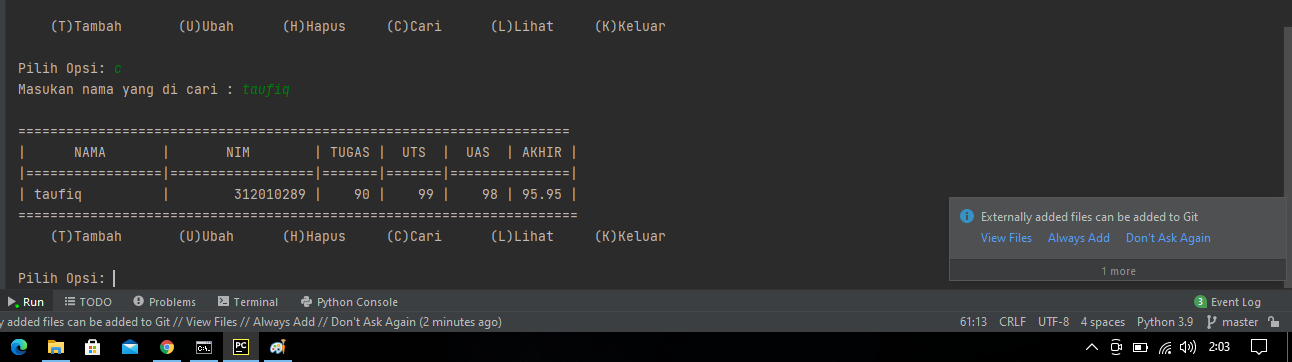 (T)Tambah (U)Ubah (H)Hapus (C)Cari (L)Lihat (K)Keluar
Pilih Opsi: c
Masukan nama yang di cari : taufiq
=====================================================================
| NAMA | NIM | TUGAS | UTS | UAS | AKHIR |
|=================|==================|=======|=======|===============|
| taufiq | 312010289 | 90 | 99 | 98 | 95.95 |
======================================================================
(T)Tambah (U)Ubah (H)Hapus (C)Cari (L)Lihat (K)Keluar
Pilih Opsi:
Externally added files can be added to Git
View Files Always Add Don't Ask Again
1 more
Run TODO Problems Terminal Python Console 3 Event Log
y added files can be added to Git // View Files // Always Add // Don't Ask Again (2 minutes ago) 61:13 CRLF UTF-8 4 spaces Python 3.9 master
C:\. PC 2:03